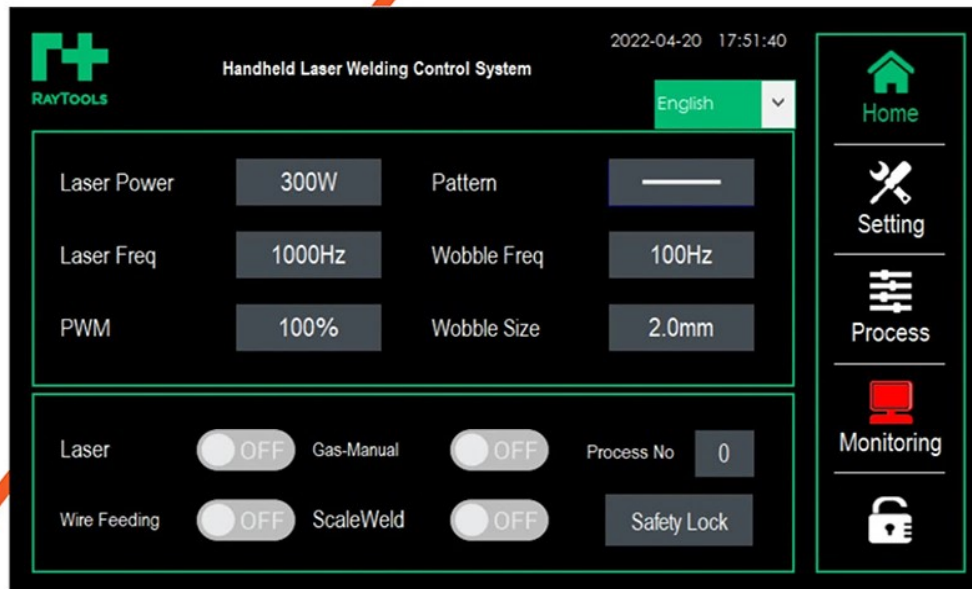 2022-04-20 17:51:40
RAYTOOLS
Handheld Laser Welding Control System
English
Laser Power 300W Pattern
Laser Freq 1000Hz Wobble Freq 100Hz
PWM 100% Wobble Size 2.0mm
Laser OFF Gas-Manual OFF Process No 0
Wire Feeding OFF ScaleWeld OFF Safety Lock
Home
Setting
Process
Monitoring